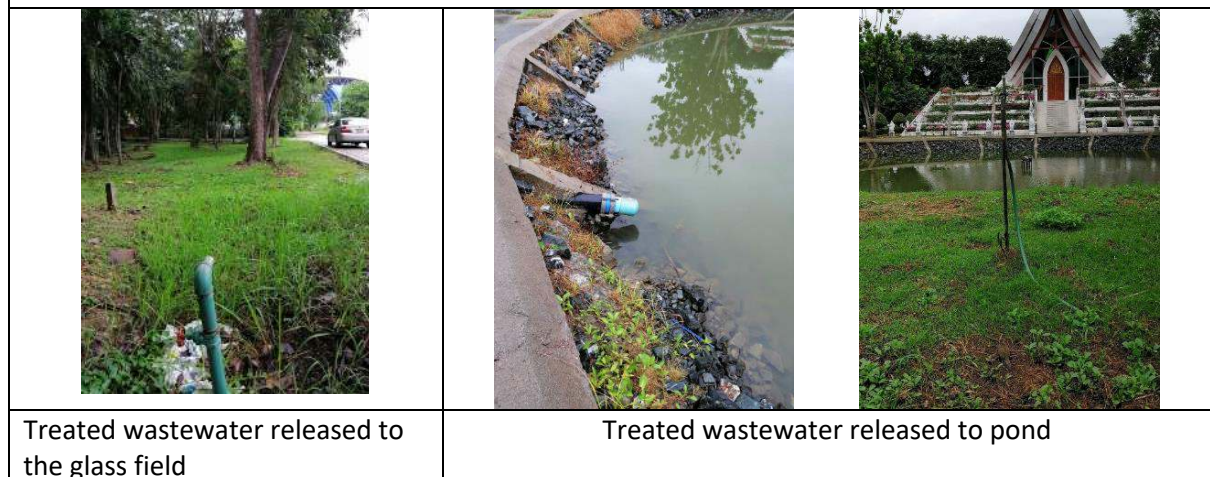 Treated wastewater released to
the glass field
Treated wastewater released to pond